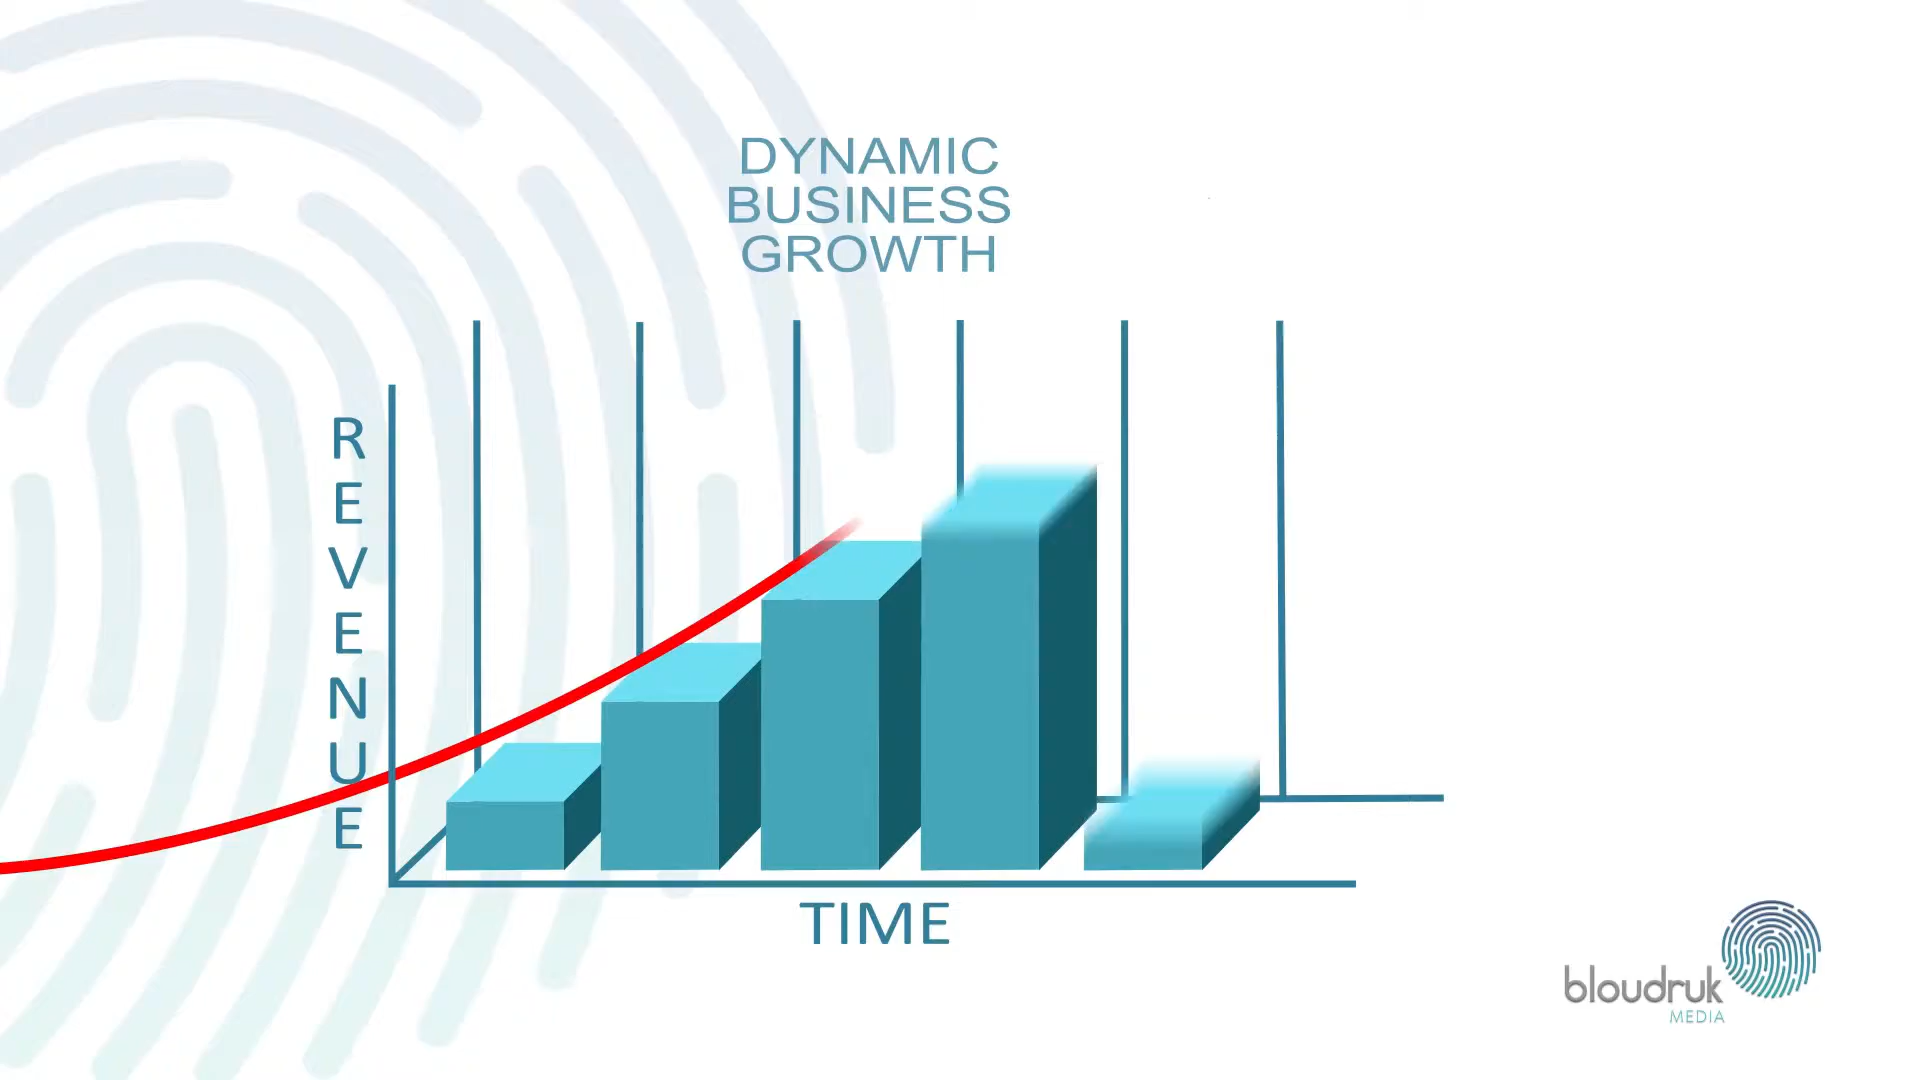 DYNAMIC
BUSINESS
GROWTH
REVENUE
TIME
bloudruk
MEDIA